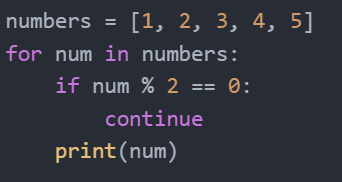 numbers = [1, 2, 3, 4, 5]
for num in numbers:
    if num % 2 == 0:
        continue
    print(num)